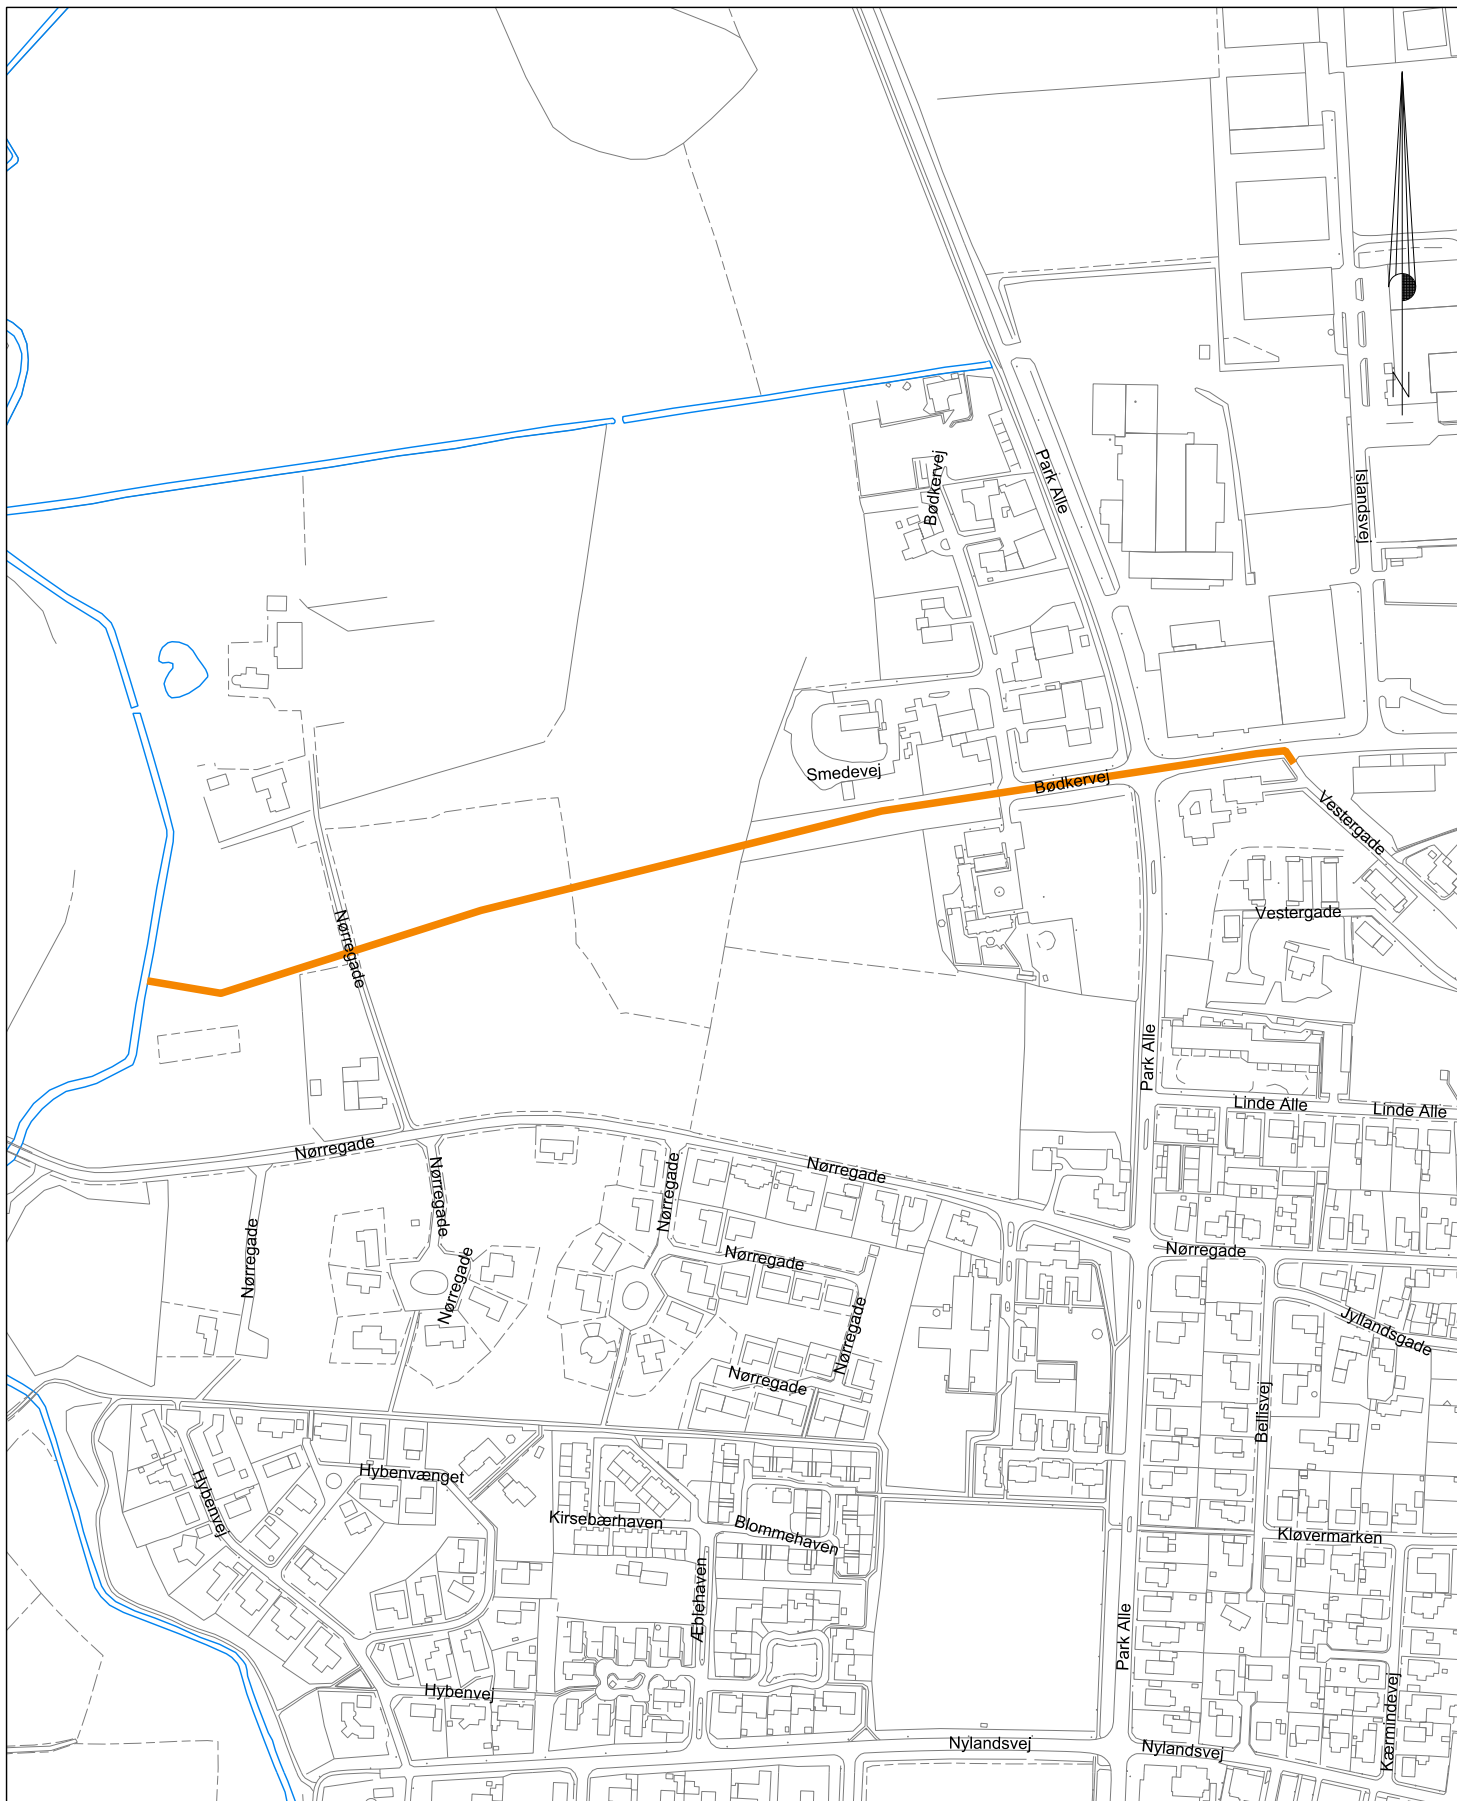 Bødkervej
Park Alle
Islandsvej
Smedevej
Bødkervej
Vestergade
Vestergade
Nørregade
Park Alle
Linde Alle
Linde Alle
Nørregade
Nørregade
Nørregade
Nørregade
Nørregade
Nørregade
Nørregade
Nørregade
Nørregade
Jyllandsgade
Nørregade
Nørregade
Bellisvej
Hybenvænget
Hybenvej
Kirsebærhaven
Blommehaven
Kløvermarken
Æblehaven
Park Alle
Hybenvej
Kærmindevej
Nylandsvej
Nylandsvej
N